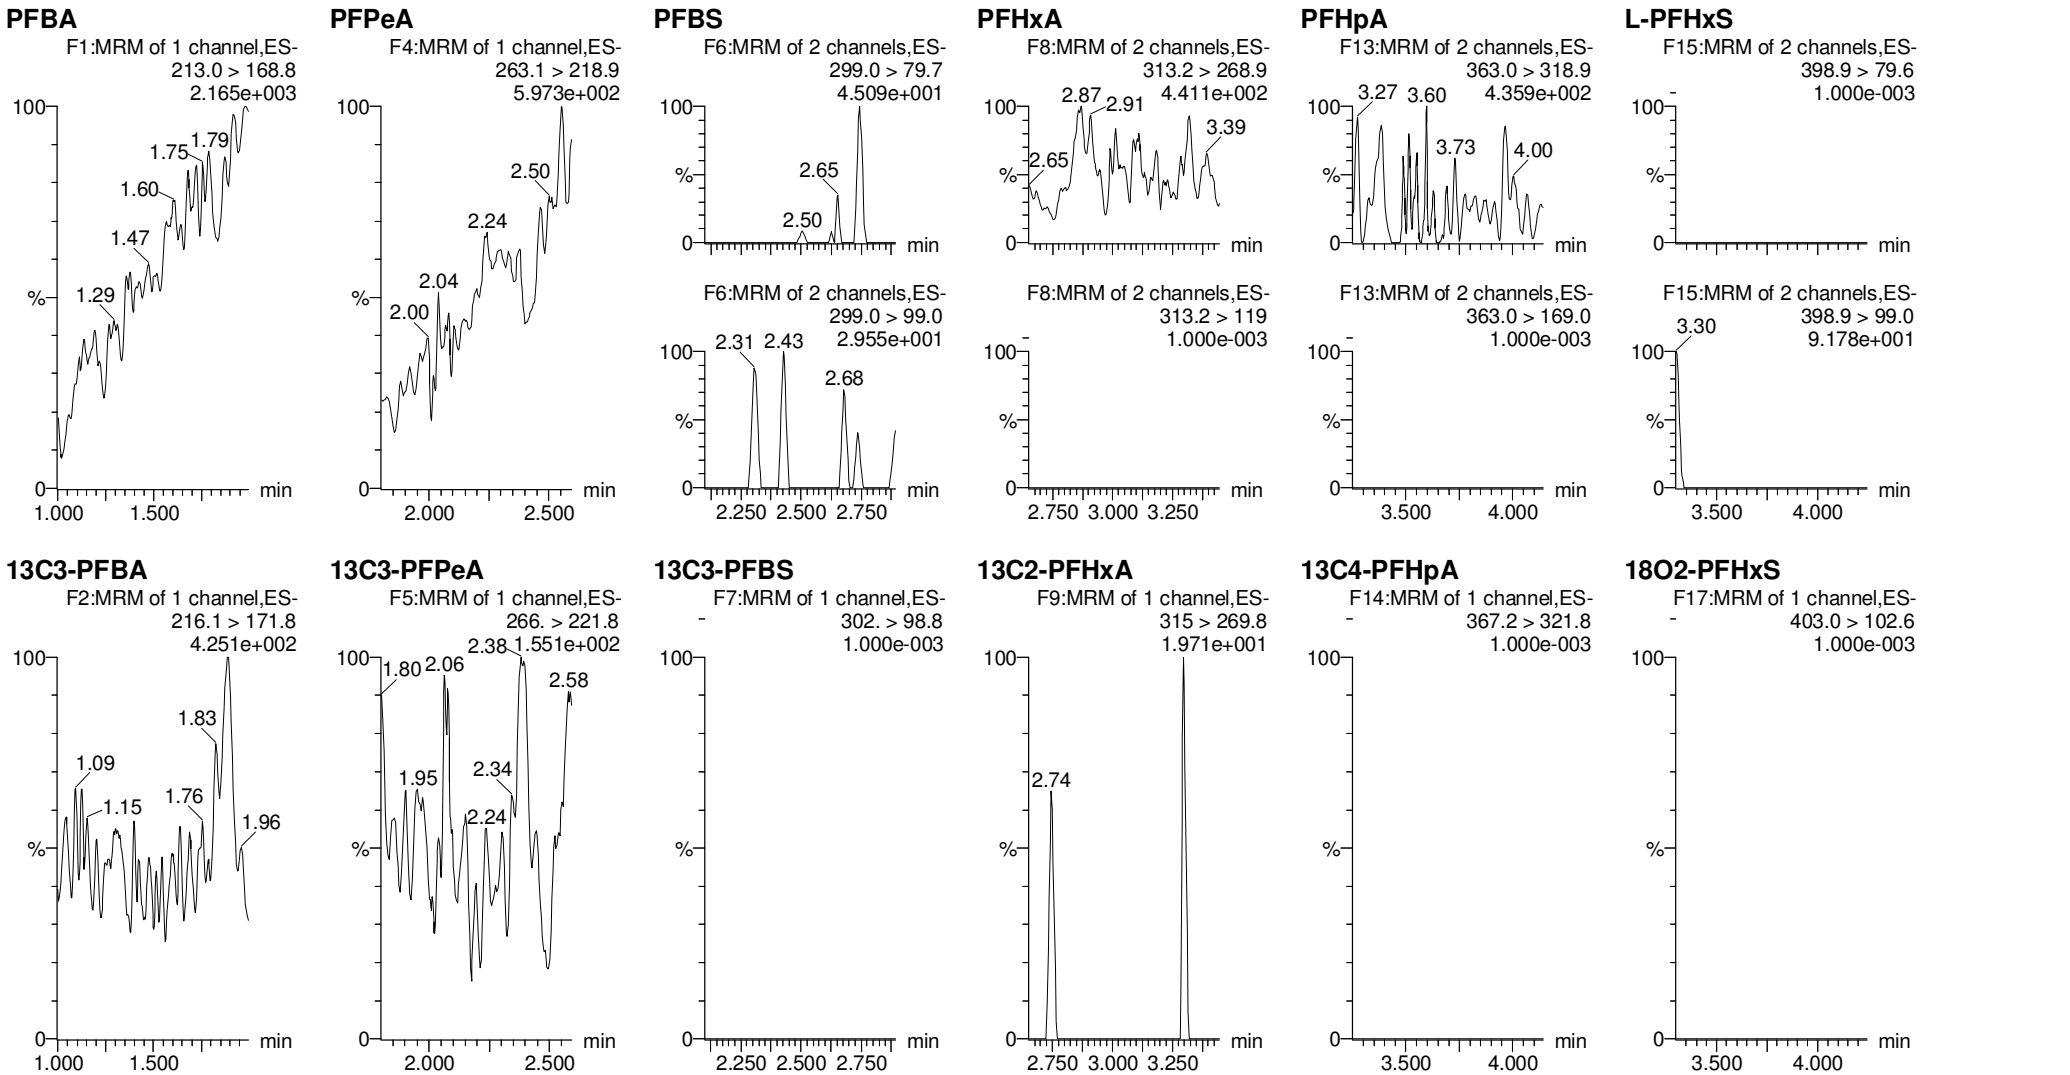 PFBA
F1:MRM of 1 channel,ES-
213.0 > 168.8
2.165e+003
100
%
0
1.29
1.47
1.60
1.75
1.79
min
1.000
1.500
PFPeA
F4:MRM of 1 channel,ES-
263.1 > 218.9
5.973e+002
100
%
0
2.00
2.04
2.24
2.50
min
2.000
2.500
PFBS
F6:MRM of 2 channels,ES-
299.0 > 79.7
4.509e+001
100
%
0
2.50
2.65
min
F6:MRM of 2 channels,ES-
299.0 > 99.0
2.955e+001
100
%
0
2.31
2.43
2.68
min
2.250
2.500
2.750
PFHxA
F8:MRM of 2 channels,ES-
313.2 > 268.9
4.411e+002
100
%
0
2.65
2.87
2.91
3.39
min
F8:MRM of 2 channels,ES-
313.2 > 119
1.000e-003
100
%
0
min
2.750
3.000
3.250
PFHpA
F13:MRM of 2 channels,ES-
363.0 > 318.9
4.359e+002
100
%
0
3.27
3.60
3.73
4.00
min
F13:MRM of 2 channels,ES-
363.0 > 169.0
1.000e-003
100
%
0
min
3.500
4.000
L-PFHxS
F15:MRM of 2 channels,ES-
398.9 > 79.6
1.000e-003
100
%
0
min
F15:MRM of 2 channels,ES-
398.9 > 99.0
9.178e+001
100
%
0
3.30
min
3.500
4.000
13C3-PFBA
F2:MRM of 1 channel,ES-
216.1 > 171.8
4.251e+002
100
%
0
1.09
1.15
1.76
1.83
1.96
min
1.000
1.500
13C3-PFPeA
F5:MRM of 1 channel,ES-
266. > 221.8
1.551e+002
100
%
0
1.80
1.95
2.06
2.24
2.34
2.38
2.58
min
2.000
2.500
13C3-PFBS
F7:MRM of 1 channel,ES-
302. > 98.8
1.000e-003
100
%
0
min
2.250
2.500
2.750
13C2-PFHxA
F9:MRM of 1 channel,ES-
315 > 269.8
1.971e+001
100
%
0
2.74
min
2.750
3.000
3.250
13C4-PFHpA
F14:MRM of 1 channel,ES-
367.2 > 321.8
1.000e-003
100
%
0
min
3.500
4.000
18O2-PFHxS
F17:MRM of 1 channel,ES-
403.0 > 102.6
1.000e-003
100
%
0
min
3.500
4.000